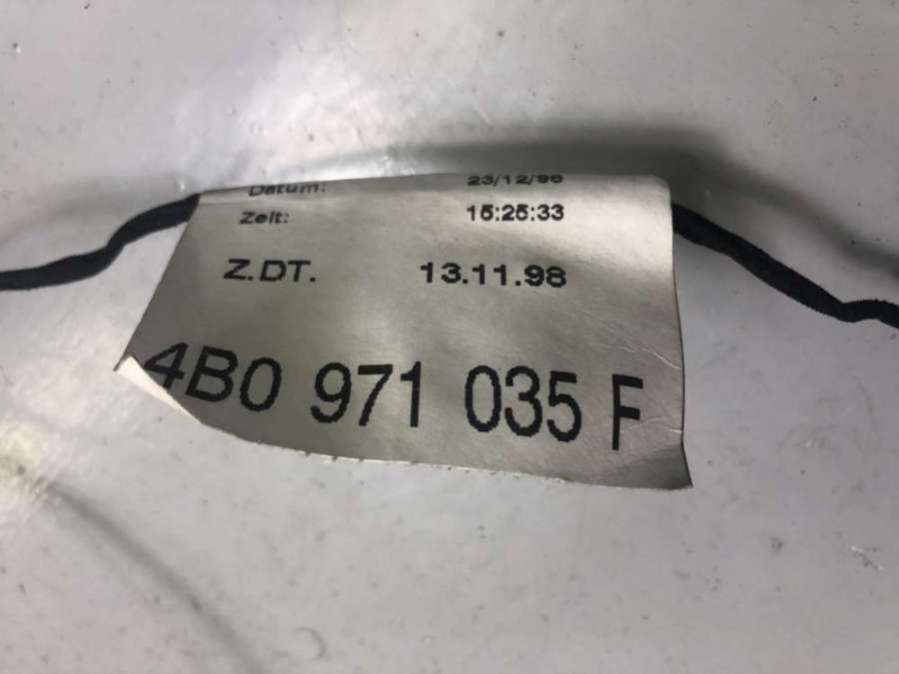 Datum: 23/12/98
Zeit: 15:25:33
Z.DT. 13.11.98
4B0 971 035 F